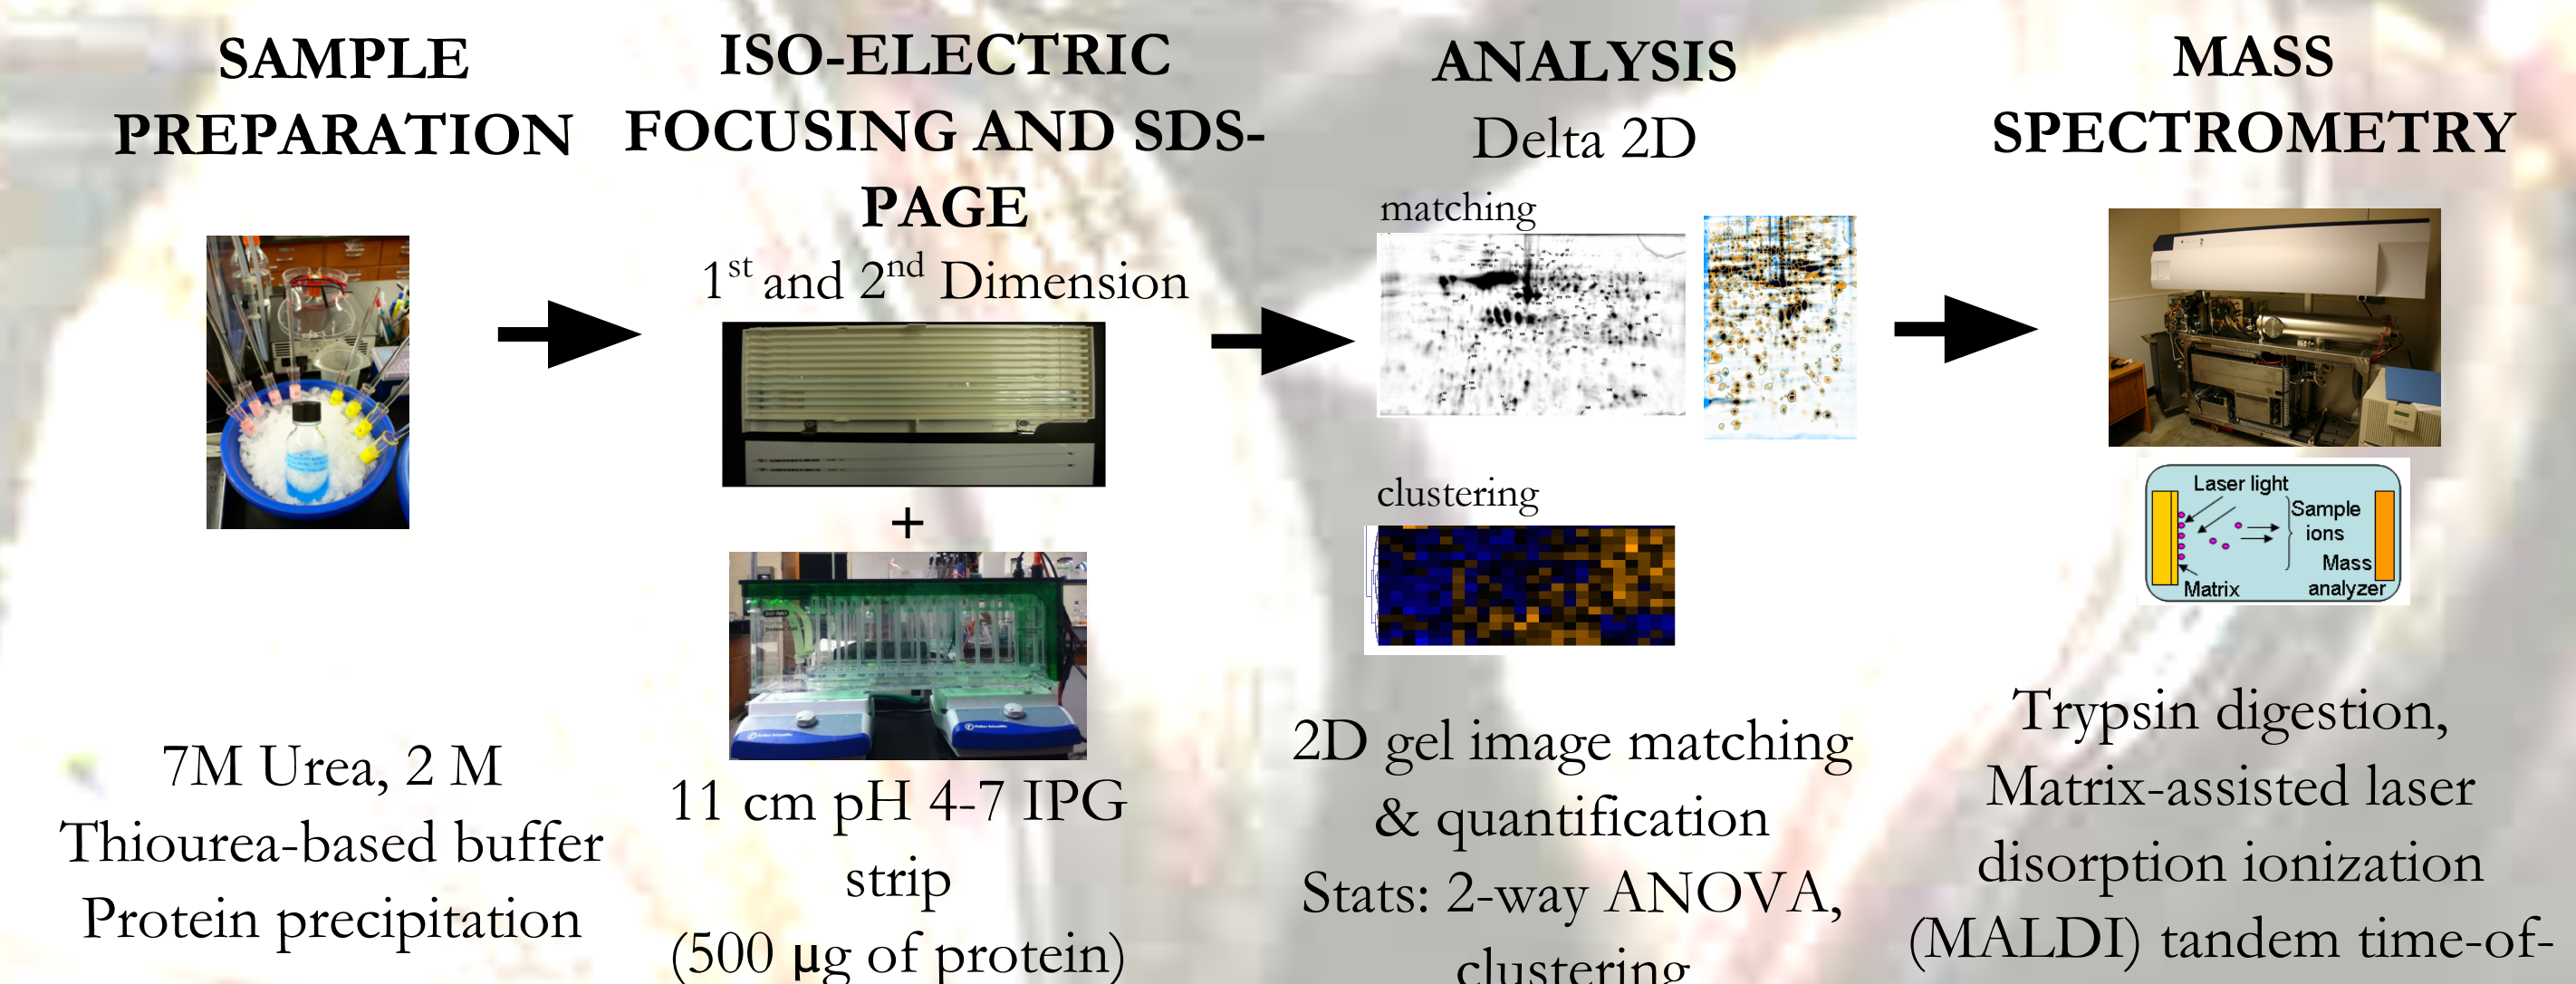 SAMPLE
PREPARATION
7M Urea, 2 M
Thiourea-based buffer
Protein precipitation
ISO-ELECTRIC
FOCUSING AND SDS-
PAGE
1st and 2nd Dimension
+
11 cm pH 4-7 IPG
strip
(500 µg of protein)
ANALYSIS
Delta 2D
matching
clustering
2D gel image matching
& quantification
Stats: 2-way ANOVA,
clustering
MASS
SPECTROMETRY
Laser light
Sample
ions
Mass
analyzer
Matrix
Trypsin digestion,
Matrix-assisted laser
disorption ionization
(MALDI) tandem time-of-